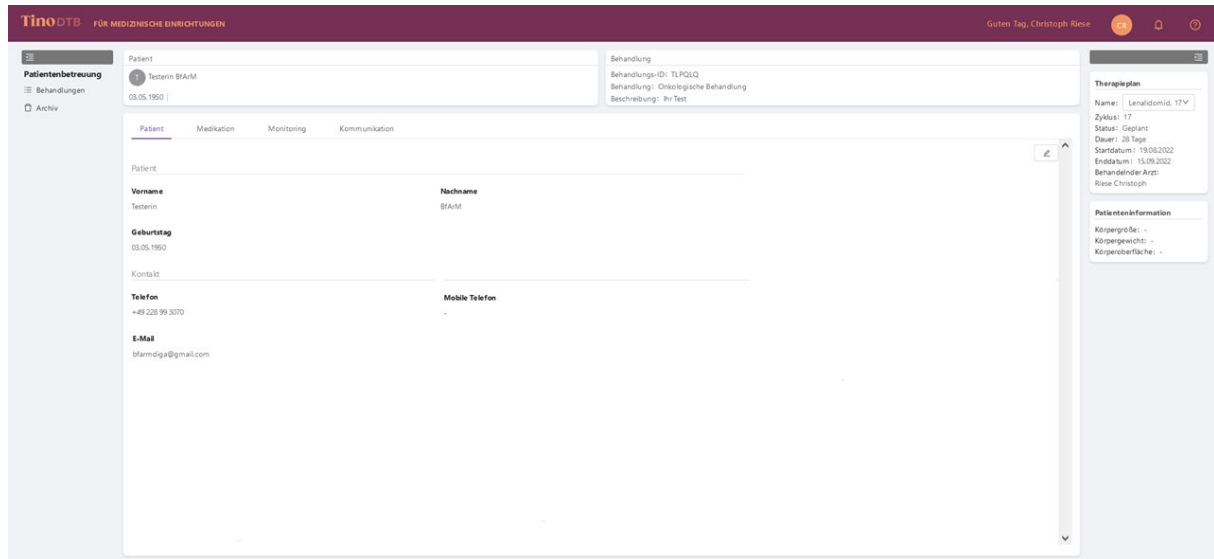 TinoDTB FÜR MEDIZINISCHE EINRICHTUNGEN
Guten Tag, Christoph Riese CR
Patientenbetreuung
Behandlungen
Archiv
Patient
T Testerin BfArM
03.05.1950 |
Behandlung
Behandlungs-ID: TLPQLQ
Behandlung: Onkologische Behandlung
Beschreibung: Ihr Test
Patient Medikation Monitoring Kommunikation
Patient
Vorname Nachname
Testerin BfArM
Geburtstag
03.05.1950
Kontakt
Telefon Mobile Telefon
+49 228 99 3070 -
E-Mail
bfarmdiga@gmail.com
Therapieplan
Name: Lenalidomid, 17
Zyklus: 17
Status: Geplant
Dauer: 28 Tage
Startdatum: 19.08.2022
Enddatum: 15.09.2022
Behandelnder Arzt:
Riese Christoph
Patienteninformation
Körpergröße: -
Körpergewicht: -
Körperoberfläche: -